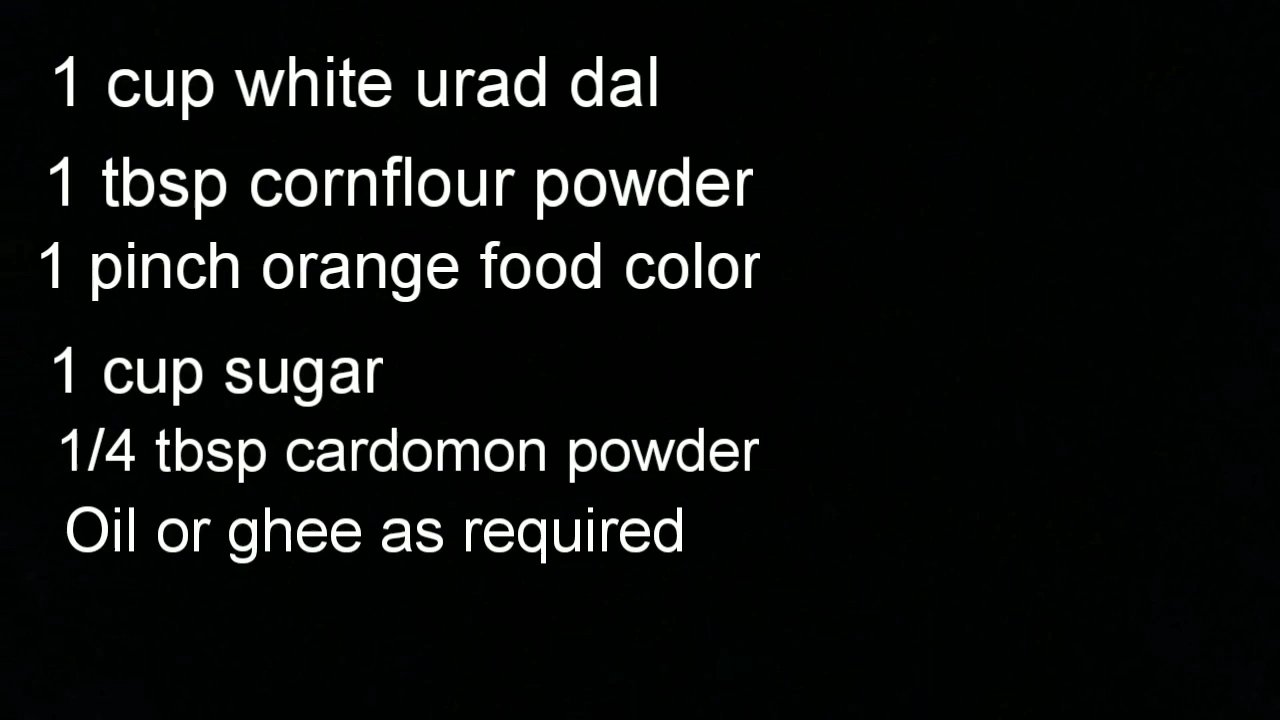 1 cup white urad dal
1 tbsp cornflour powder
1 pinch orange food color
1 cup sugar
1/4 tbsp cardomon powder
Oil or ghee as required